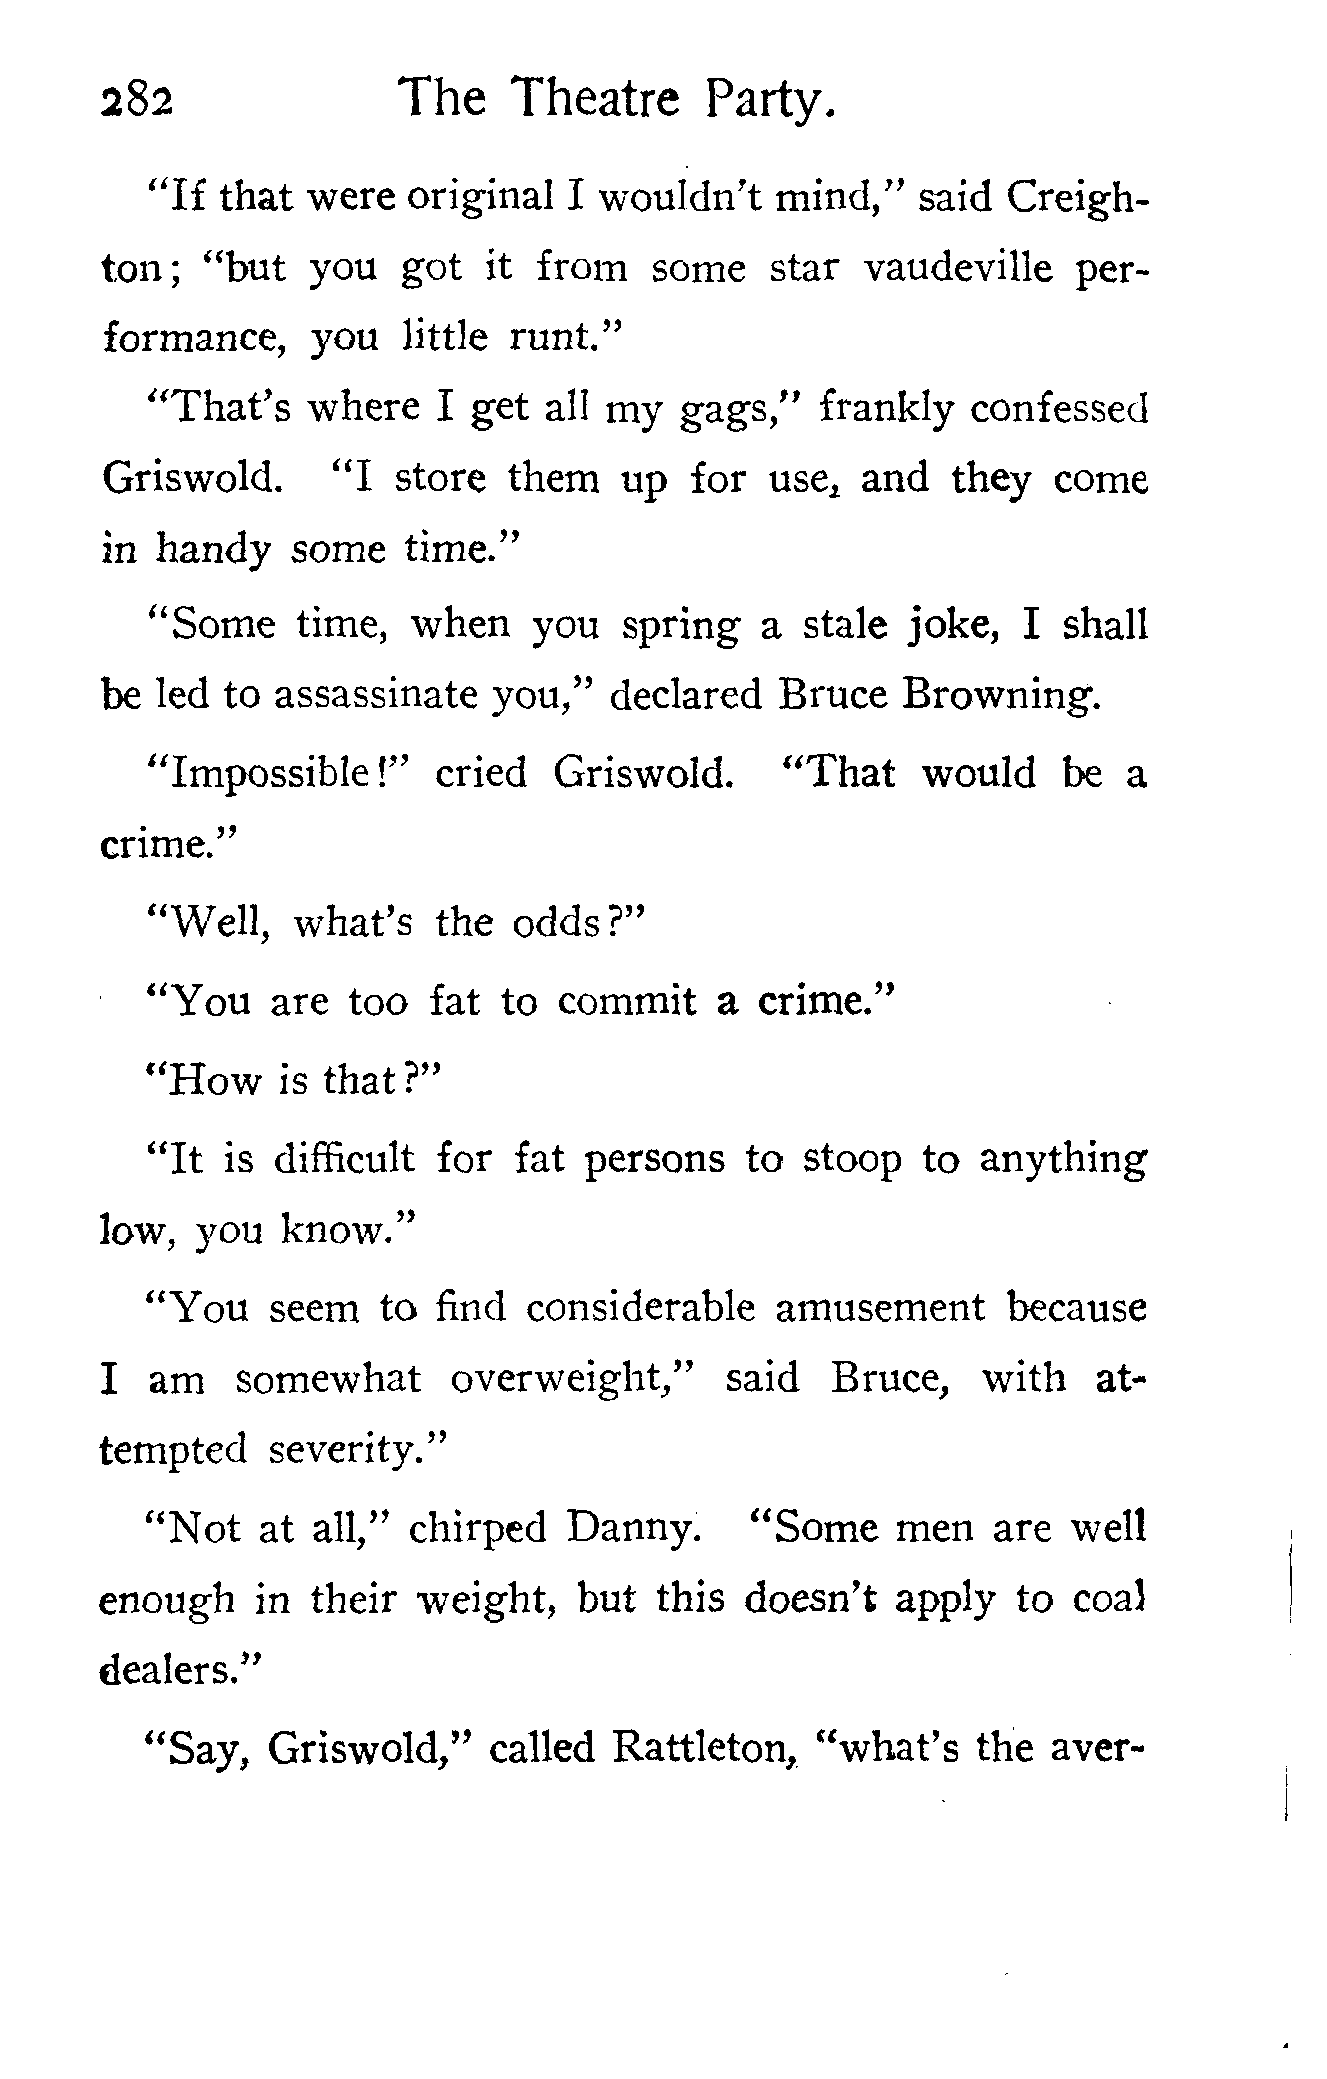 282 The Theatre Party.
"If that were original I wouldn't mind," said Creigh-
ton; "but you got it from some star vaudeville per-
formance, you little runt."
"That's where I get all my gags," frankly confessed
Griswold. "I store them up for use, and they come
in handy some time."
"Some time, when you spring a stale joke, I shall
be led to assassinate you," declared Bruce Browning.
"Impossible!" cried Griswold. "That would be a
crime."
"Well, what's the odds?"
"You are too fat to commit a crime."
"How is that?"
"It is difficult for fat persons to stoop to anything
low, you know."
"You seem to find considerable amusement because
I am somewhat overweight," said Bruce, with at-
tempted severity."
"Not at all," chirped Danny. "Some men are well
enough in their weight, but this doesn't apply to coal
dealers."
"Say, Griswold," called Rattleton, "what's the aver-